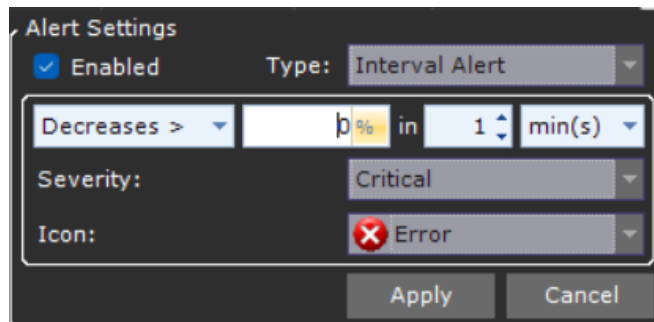 Alert Settings
Enabled Type: Interval Alert
Decreases > 0 % in 1 min(s)
Severity: Critical
Icon: Error
Apply Cancel